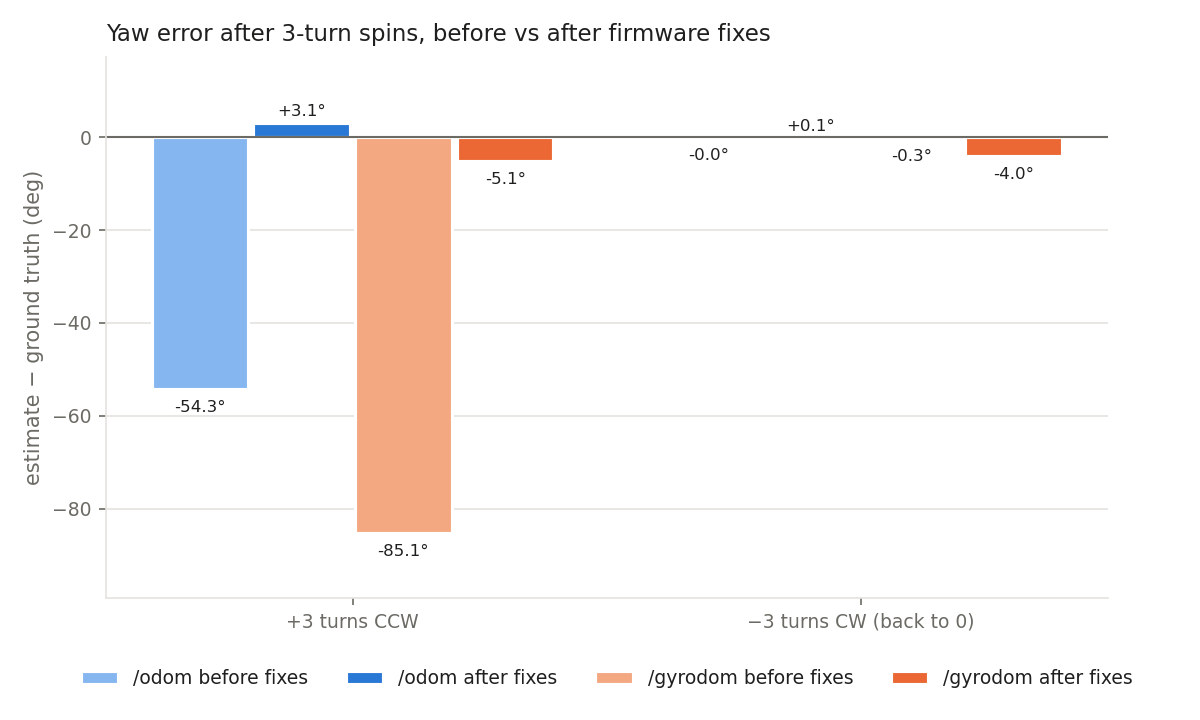 Yaw error after 3-turn spins, before vs after firmware fixes
estimate − ground truth (deg)
0
−20
−40
−60
−80
-54.3°
+3.1°
-85.1°
-5.1°
-0.0°
+0.1°
-0.3°
-4.0°
+3 turns CCW
−3 turns CW (back to 0)
/odom before fixes
/odom after fixes
/gyrodom before fixes
/gyrodom after fixes